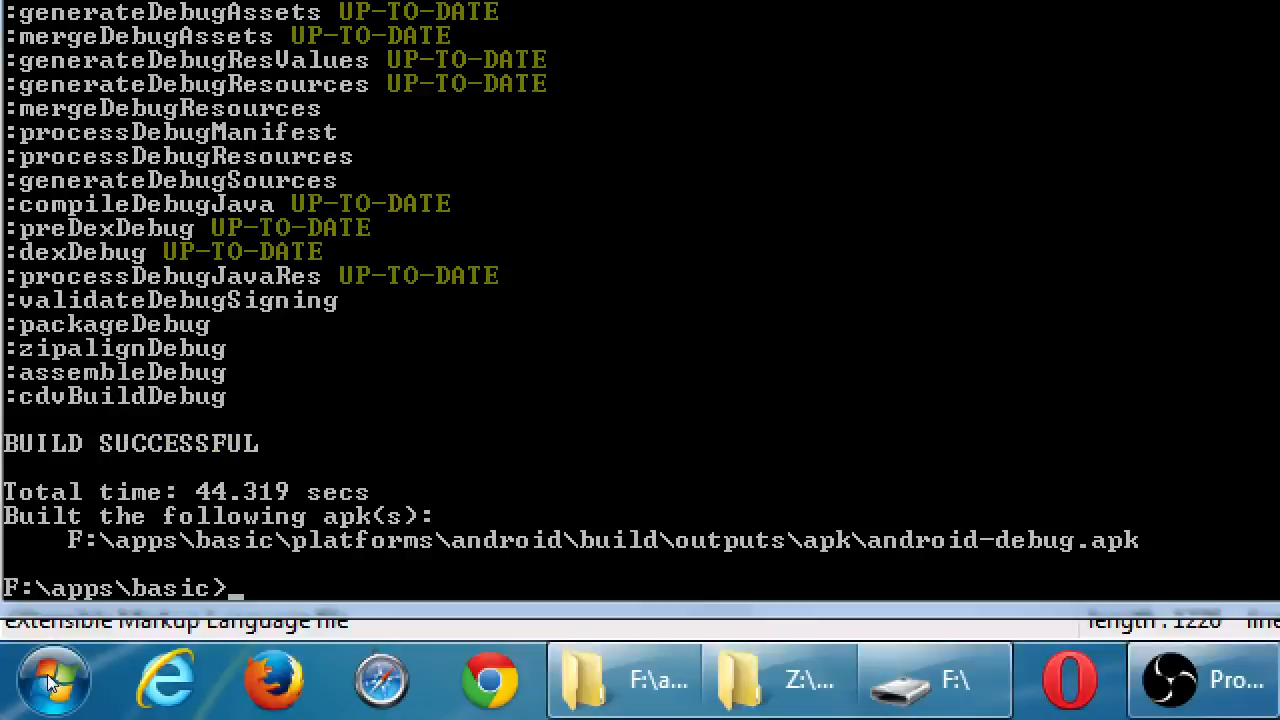 :generateDebugAssets UP-TO-DATE
:mergeDebugAssets UP-TO-DATE
:generateDebugResValues UP-TO-DATE
:generateDebugResources UP-TO-DATE
:mergeDebugResources
:processDebugManifest
:processDebugResources
:generateDebugSources
:compileDebugJava UP-TO-DATE
:preDexDebug UP-TO-DATE
:dexDebug UP-TO-DATE
:processDebugJavaRes UP-TO-DATE
:validateDebugSigning
:packageDebug
:zipalignDebug
:assembleDebug
:cdvBuildDebug
BUILD SUCCESSFUL
Total time: 44.319 secs
Built the following apk(s):
F:\apps\basic\platforms\android\build\outputs\apk\android-debug.apk
F:\apps\basic>_
eXtensible Markup Language file length : 1220 line
F:\a... Z:\... F:\ Pro...